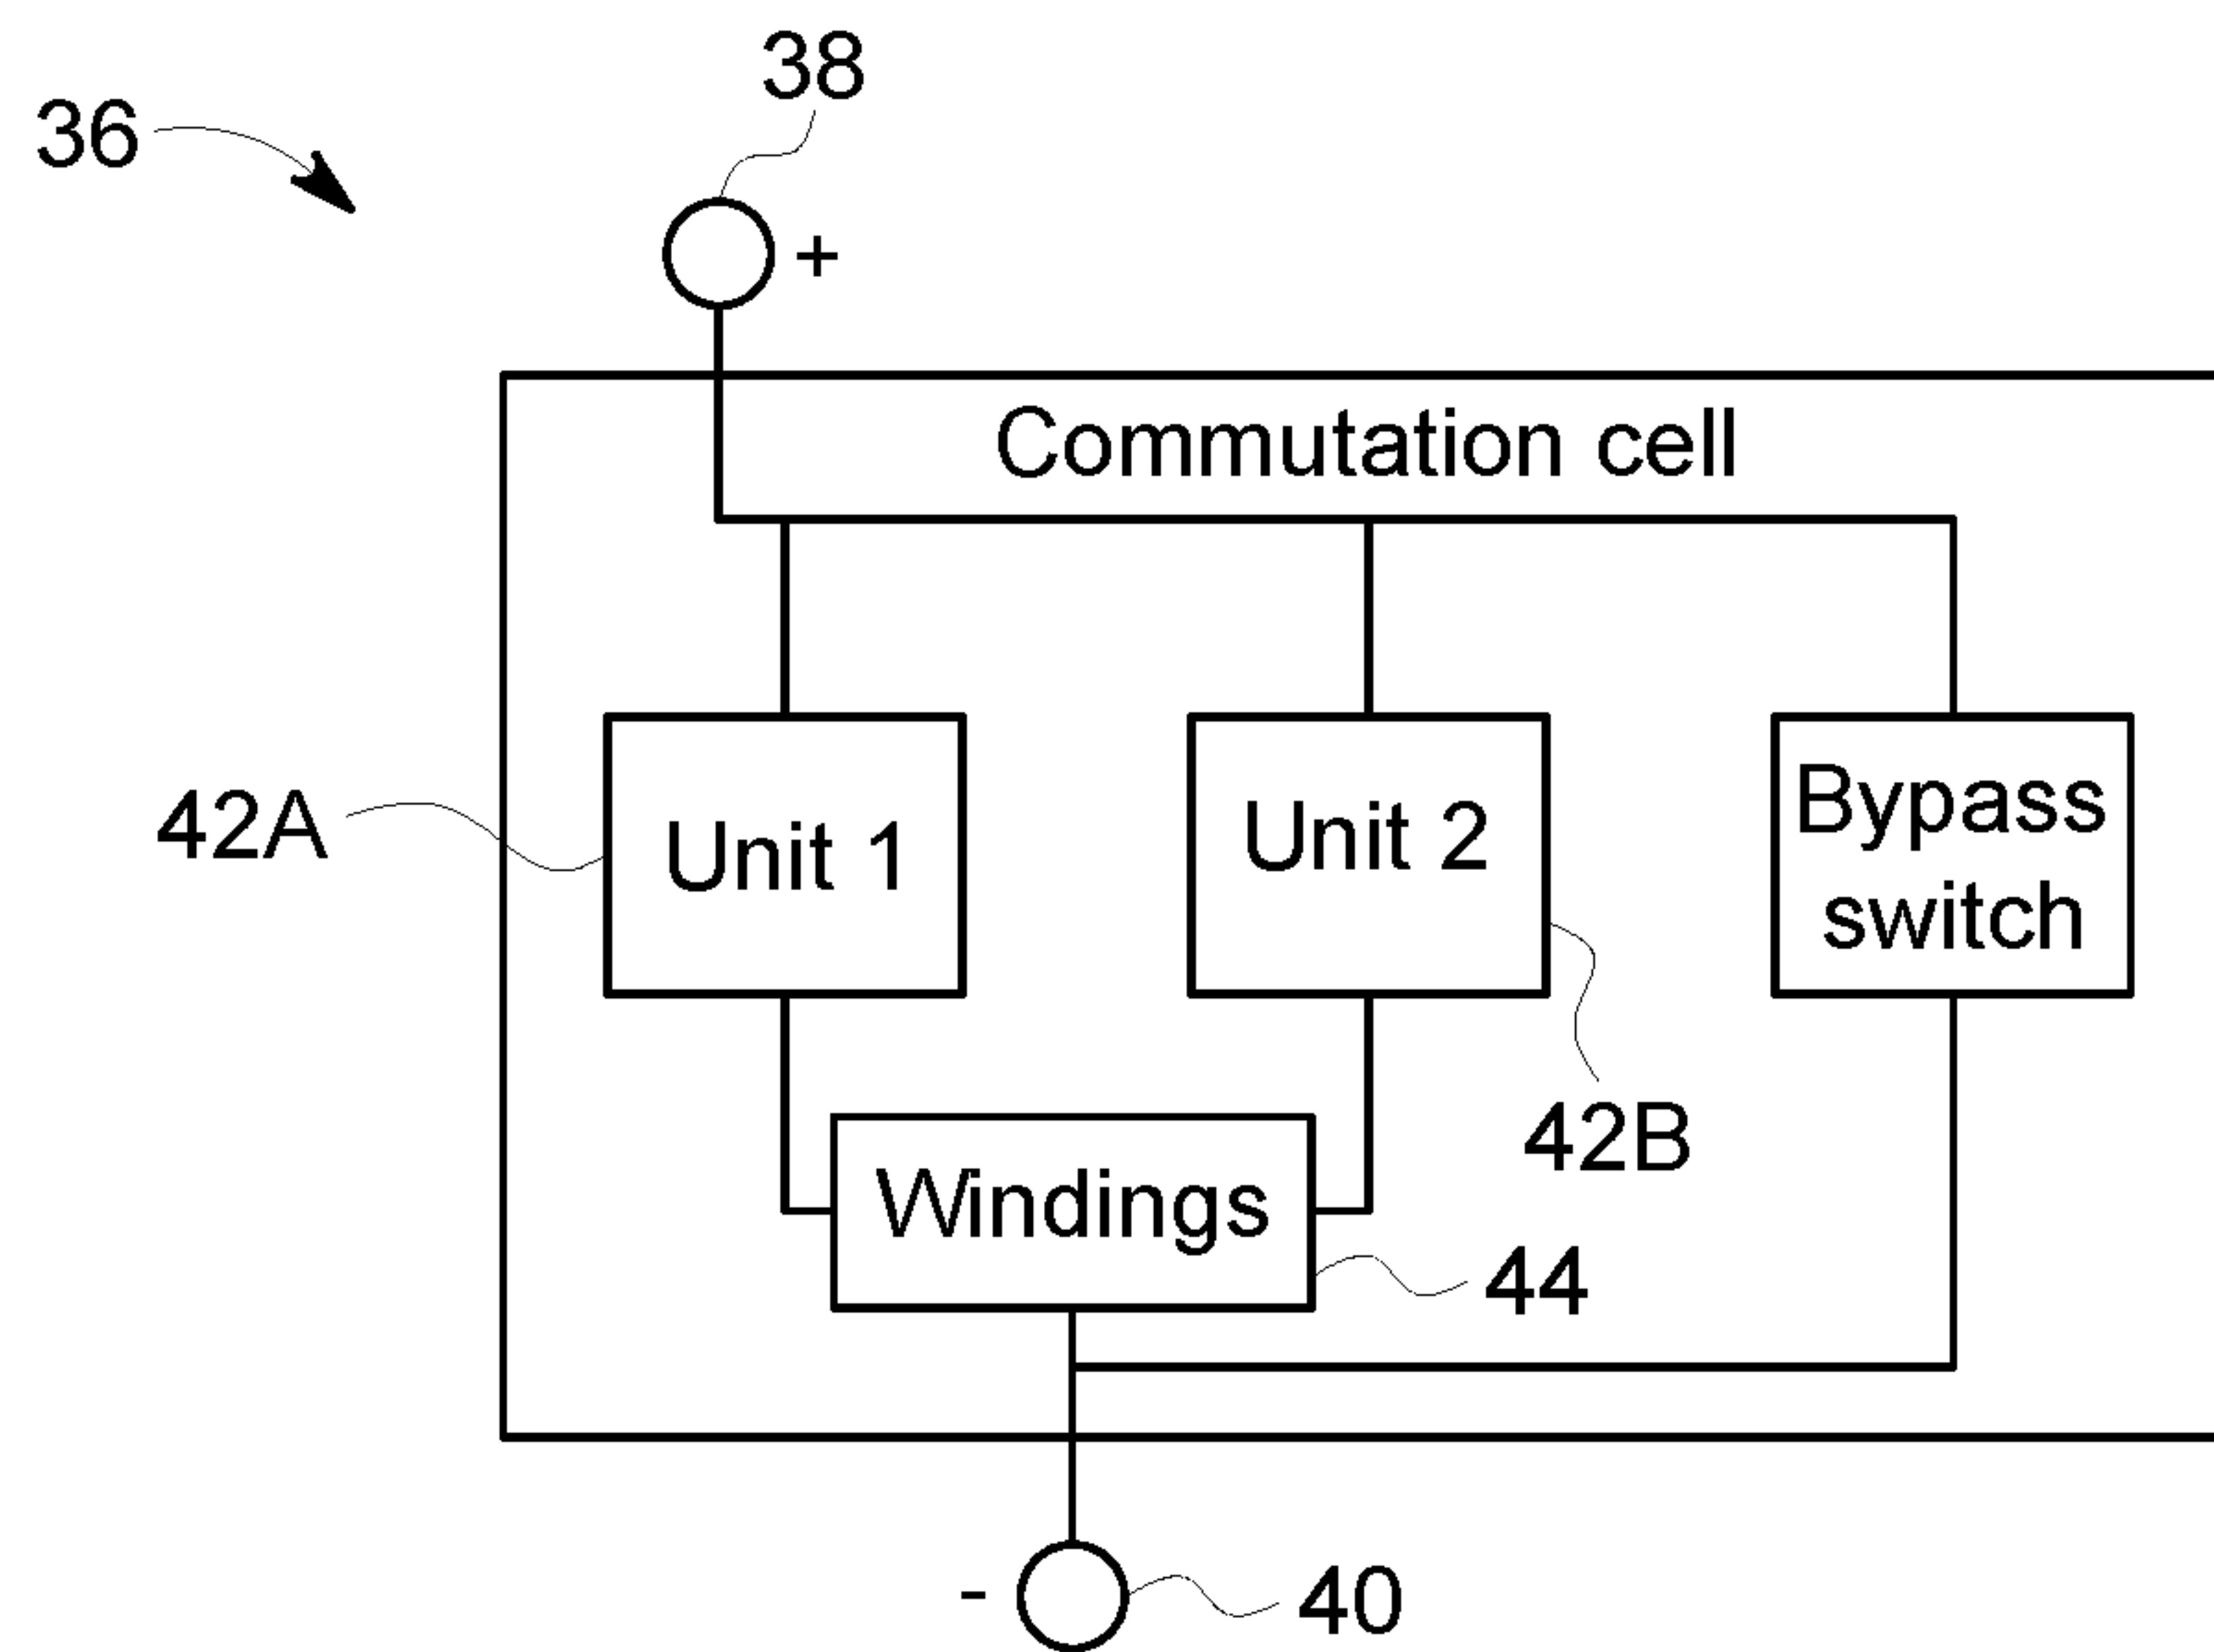 38
36
+
Commutation cell
42A
Unit 1
Unit 2
Bypass
switch
42B
Windings
44
-
40